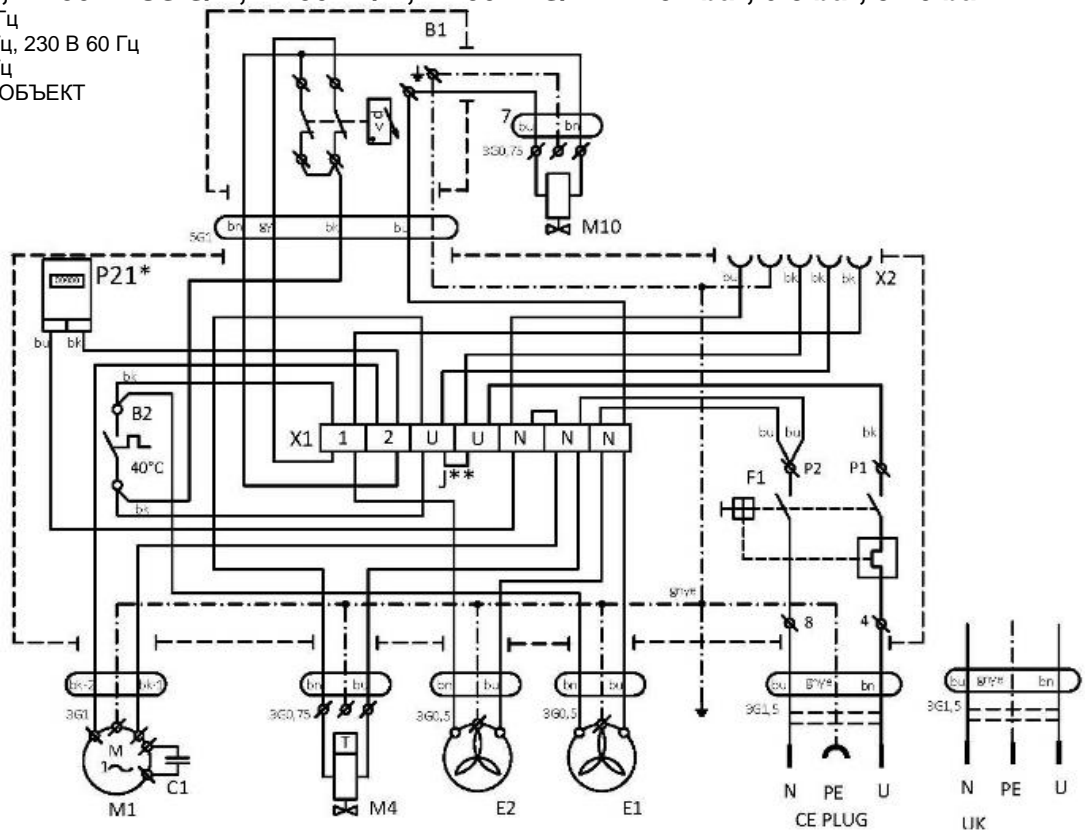 Гц
Гц, 230 В 60 Гц
Гц
ОБЪЕКТ
B1
7
bu bn
3G0,75
p>
M10
bn gy bk bu
5G1
P21*
00000
bu bk
bu bk bk bk
X2
bk
B2
40°C
bk
X1 1 2 U U N N N
J**
bu bu bk
P2 P1
F1
gnye
8 4
bk-2 bk-1
bn bu
bn bu
bn bu
bu gnye bn
bu gnye bn
3G1
3G0,75
3G0,5
3G0,5
3G1,5
3G1,5
M
1~
C1
M1
T
M4
E2
E1
N PE U
CE PLUG
N PE U
UK